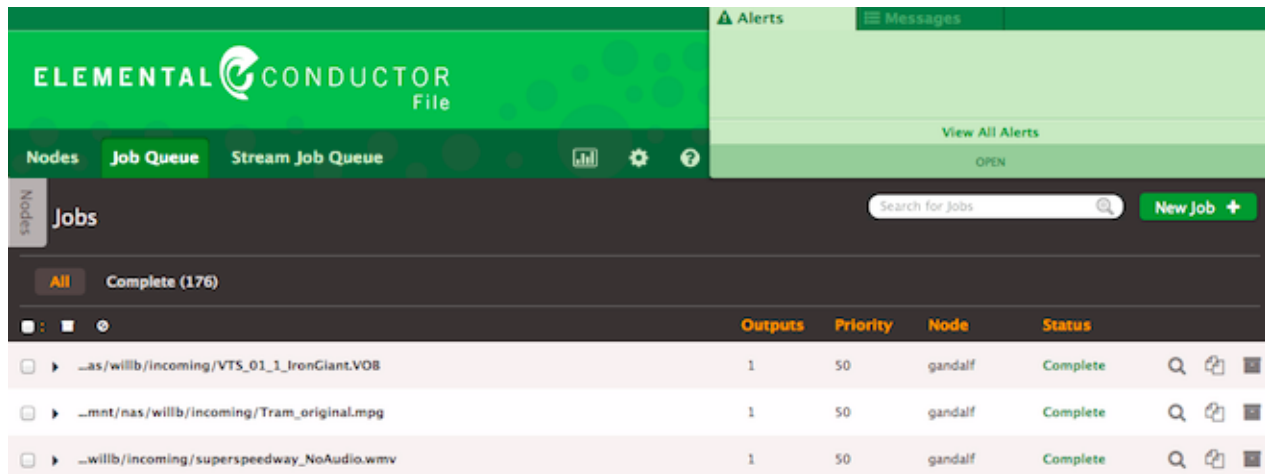 Alerts
Messages
ELEMENTAL CONDUCTOR
File
View All Alerts
OPEN
Nodes
Job Queue
Stream Job Queue
Nodes
Jobs
Search for Jobs
New Job +
All
Complete (176)
Outputs Priority Node Status
...as/willb/incoming/VTS_01_1_IronGiant.VOB 1 50 gandalf Complete
...mnt/nas/willb/incoming/Tram_original.mpg 1 50 gandalf Complete
...willb/incoming/superspeedway_NoAudio.wmv 1 50 gandalf Complete